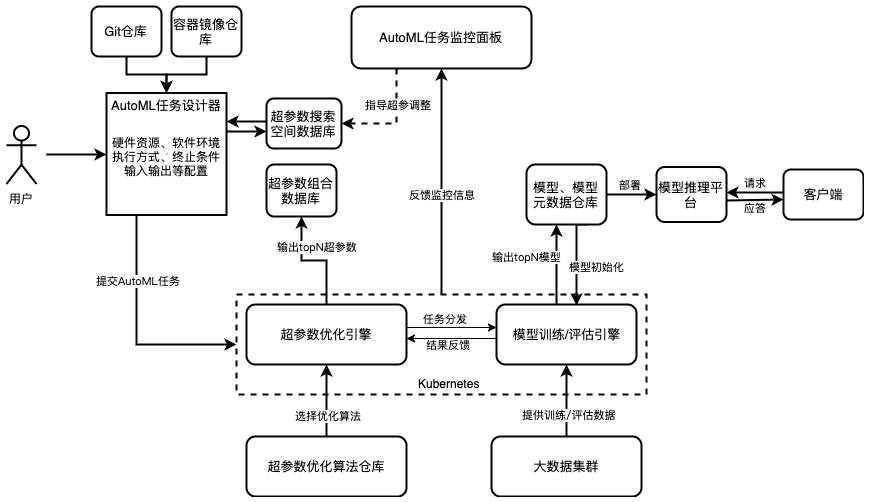 Git仓库
容器镜像仓
库
AutoML任务监控面板
AutoML任务设计器
硬件资源、软件环境
执行方式、终止条件
输入输出等配置
超参数搜索
空间数据库
指导超参调整
用户
超参数组合
数据库
反馈监控信息
模型、模型
元数据仓库
部署
模型推理平
台
请求
应答
客户端
输出topN超参数
输出topN模型
模型初始化
提交AutoML任务
超参数优化引擎
任务分发
结果反馈
模型训练/评估引擎
Kubernetes
选择优化算法
提供训练/评估数据
超参数优化算法仓库
大数据集群